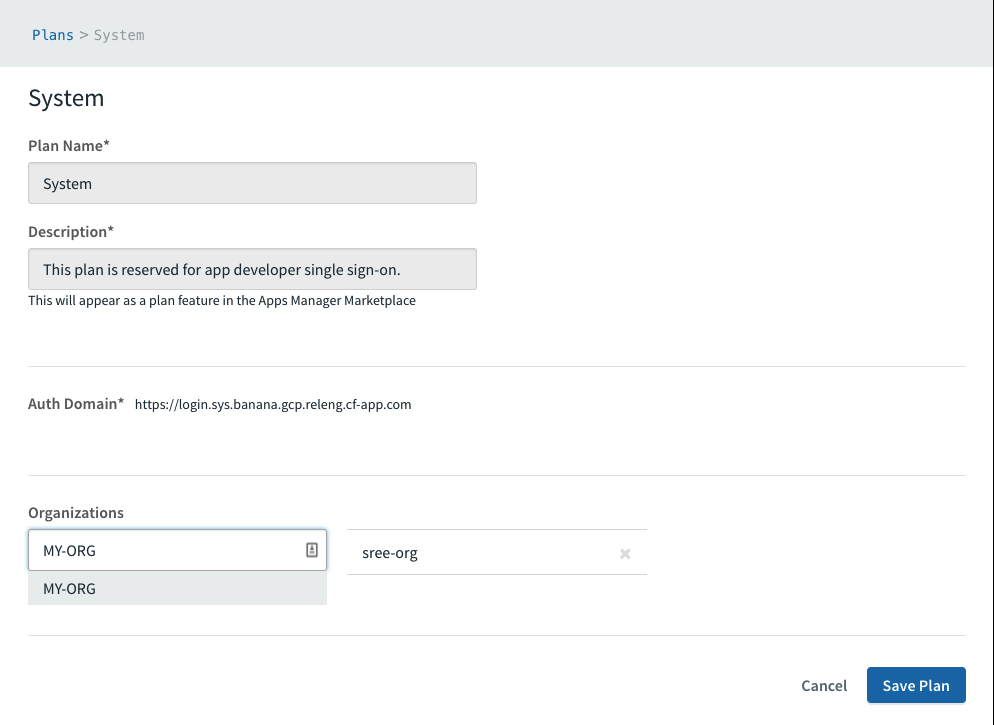 Plans > System
System
Plan Name*
System
Description*
This plan is reserved for app developer single sign-on.
This will appear as a plan feature in the Apps Manager Marketplace
Auth Domain* https://login.sys.banana.gcp.releng.cf-app.com
Organizations
MY-ORG
sree-org
MY-ORG
Cancel
Save Plan